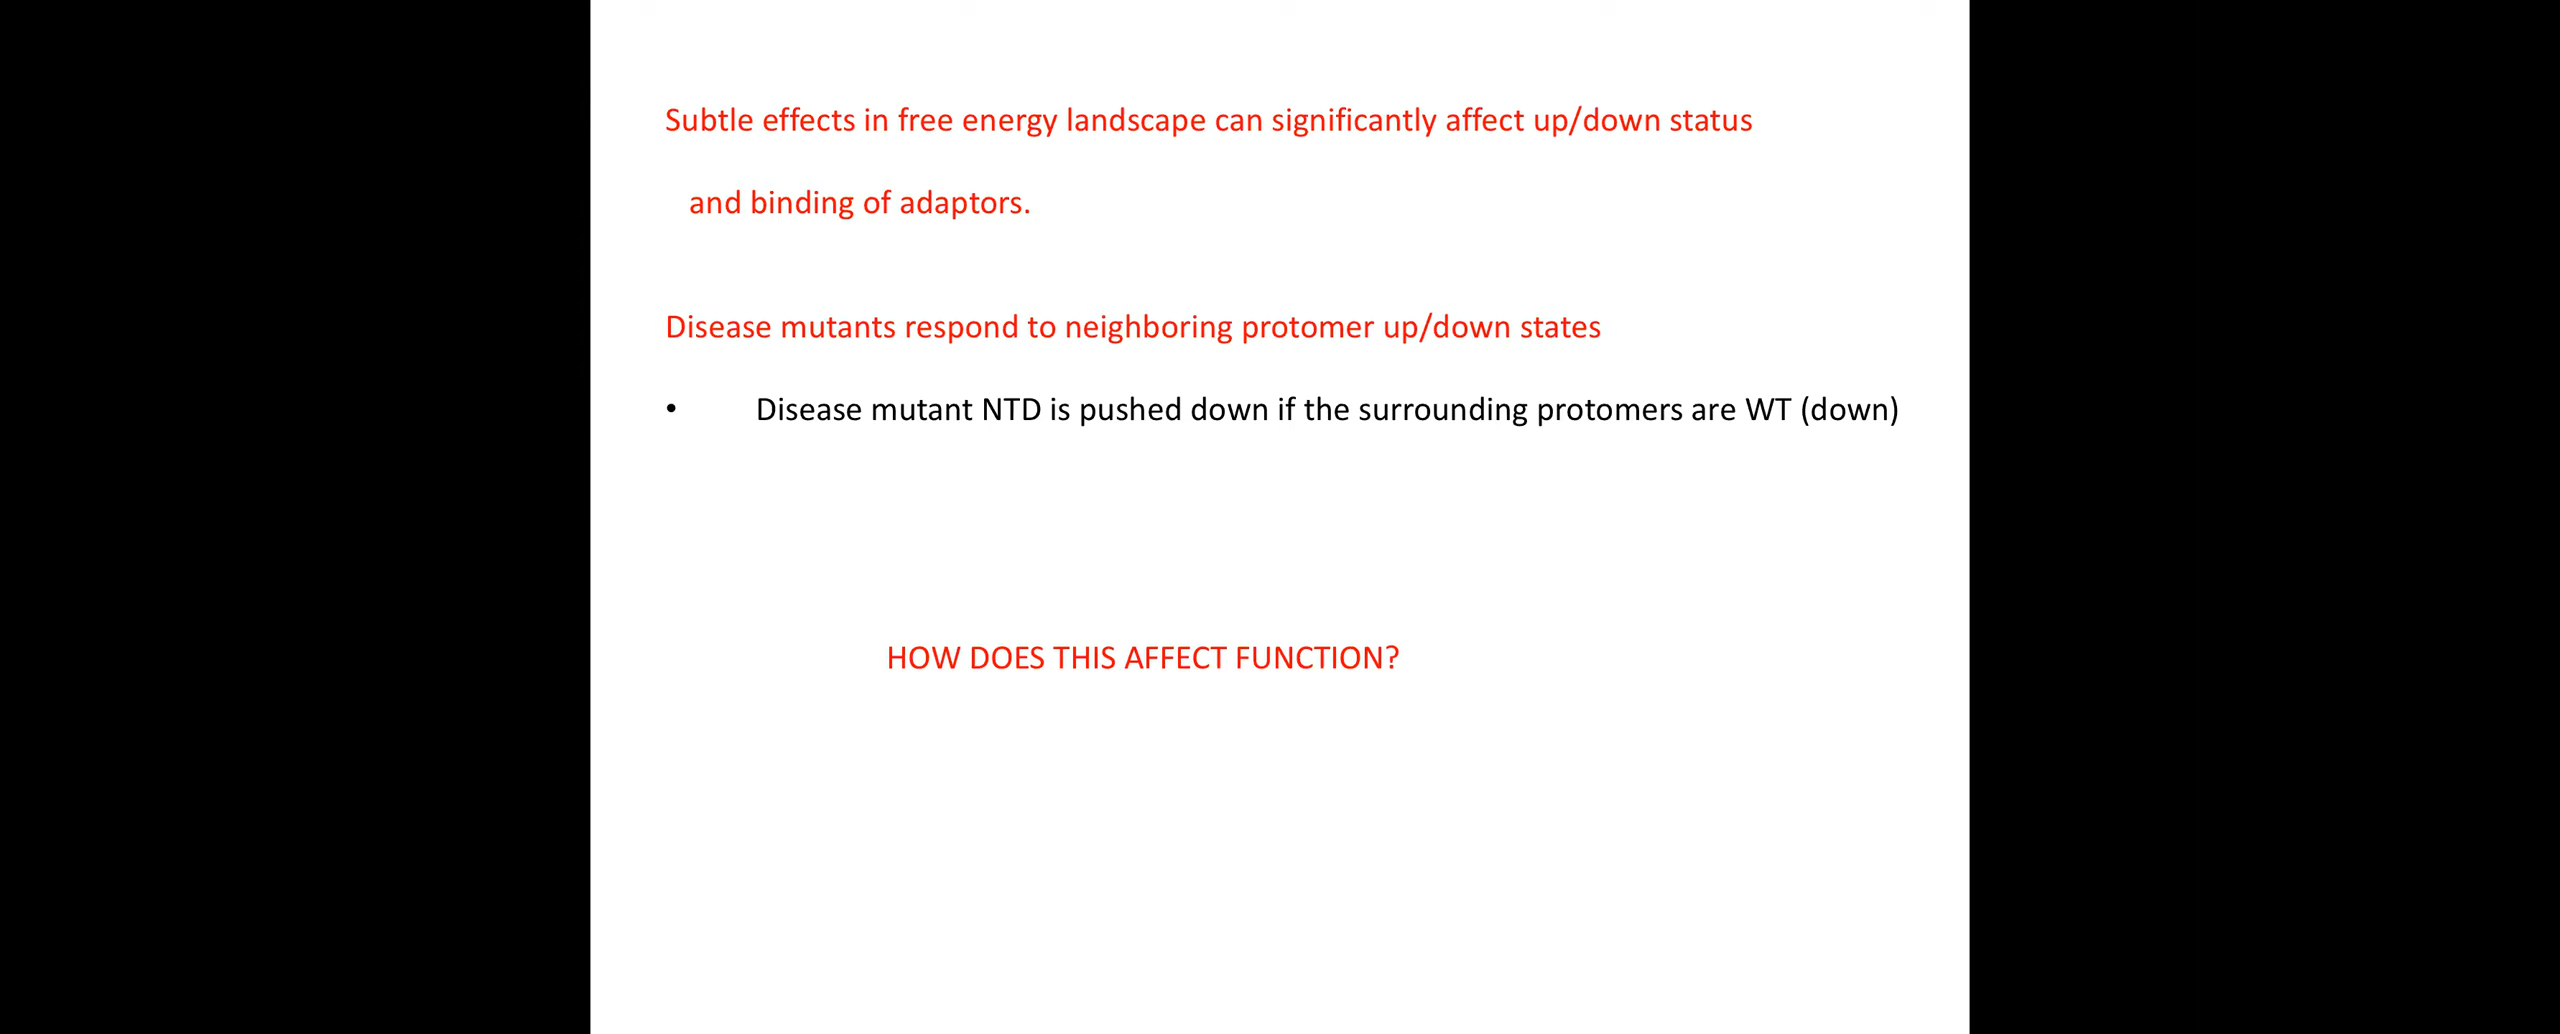 Subtle effects in free energy landscape can significantly affect up/down status
and binding of adaptors.
Disease mutants respond to neighboring protomer up/down states
• Disease mutant NTD is pushed down if the surrounding protomers are WT (down)
HOW DOES THIS AFFECT FUNCTION?